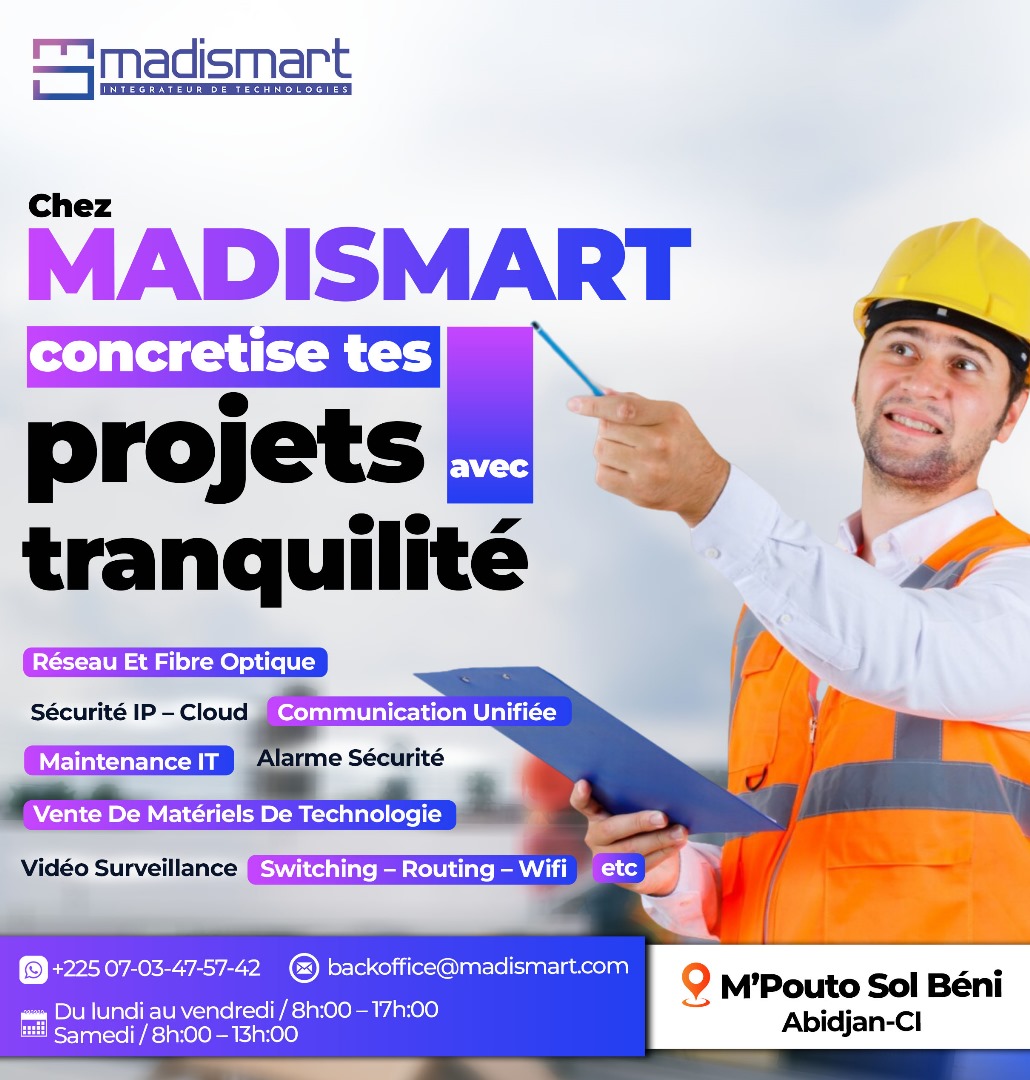 madismart
INTEGRATEUR DE TECHNOLOGIES
Chez
MADISMART
concretise tes
projets avec
tranquilité
Réseau Et Fibre Optique
Sécurité IP – Cloud Communication Unifiée
Maintenance IT Alarme Sécurité
Vente De Matériels De Technologie
Vidéo Surveillance Switching – Routing – Wifi etc
+225 07-03-47-57-42 backoffice@madismart.com
Du lundi au vendredi / 8h:00 – 17h:00
Samedi / 8h:00 – 13h:00
M'Pouto Sol Béni
Abidjan-CI